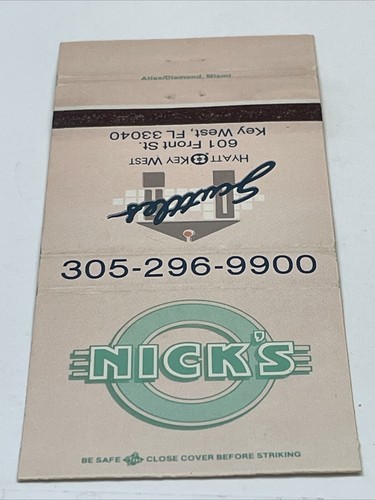 Atlas/Diamond, Miami
Scuttles
HYATT KEY WEST
601 Front St.
Key West, FL 33040
305-296-9900
NICK'S
BE SAFE CLOSE COVER BEFORE STRIKING